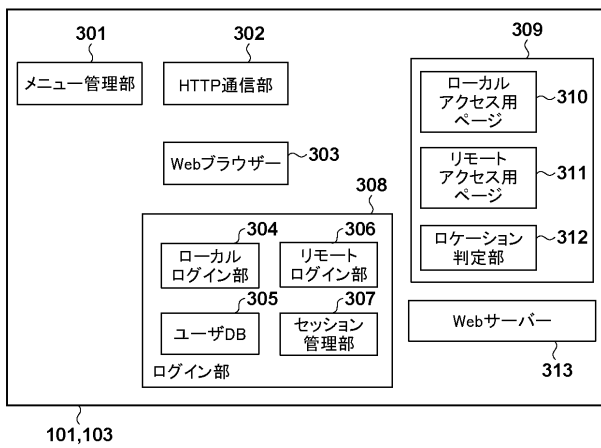 301
メニュー管理部
302
HTTP通信部
Webブラウザー
303
308
304
ローカル
ログイン部
306
リモート
ログイン部
305
ユーザDB
307
セッション
管理部
ログイン部
309
ローカル
アクセス用
ページ
310
リモート
アクセス用
ページ
311
ロケーション
判定部
312
Webサーバー
313
101,103